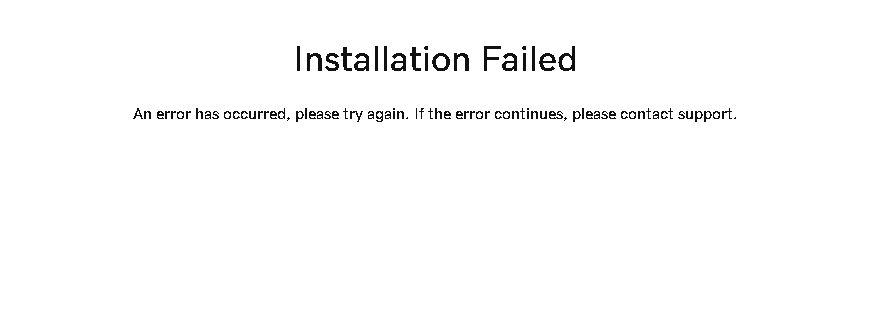 Installation Failed
An error has occurred, please try again. If the error continues, please contact support.